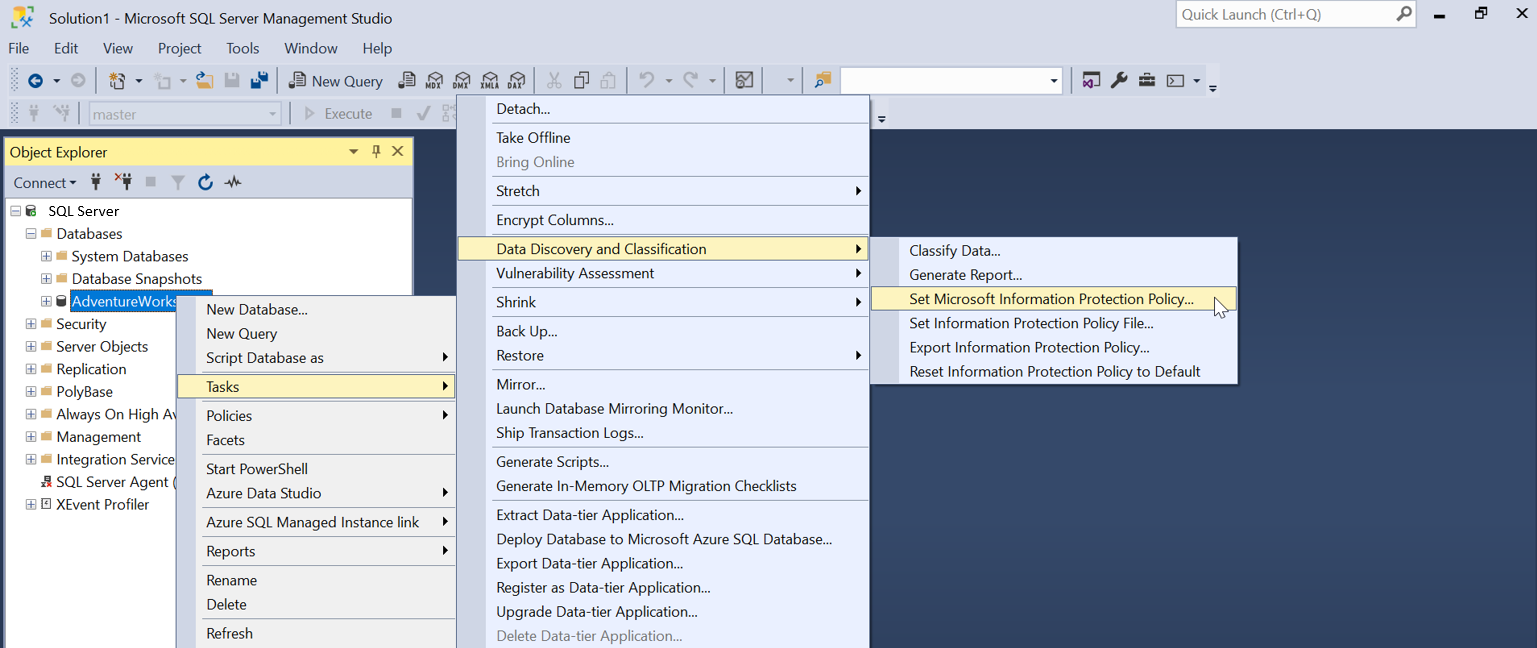 Solution1 - Microsoft SQL Server Management Studio
Quick Launch (Ctrl+Q)
File Edit View Project Tools Window Help
New Query MDX DMX XMLA DAX
master Execute
Object Explorer
Connect
SQL Server
Databases
System Databases
Database Snapshots
AdventureWorks
Security
Server Objects
Replication
PolyBase
Always On High Av
Management
Integration Service
SQL Server Agent (
XEvent Profiler
New Database...
New Query
Script Database as
Tasks
Policies
Facets
Start PowerShell
Azure Data Studio
Azure SQL Managed Instance link
Reports
Rename
Delete
Refresh
Detach...
Take Offline
Bring Online
Stretch
Encrypt Columns...
Data Discovery and Classification
Vulnerability Assessment
Shrink
Back Up...
Restore
Mirror...
Launch Database Mirroring Monitor...
Ship Transaction Logs...
Generate Scripts...
Generate In-Memory OLTP Migration Checklists
Extract Data-tier Application...
Deploy Database to Microsoft Azure SQL Database...
Export Data-tier Application...
Register as Data-tier Application...
Upgrade Data-tier Application...
Delete Data-tier Application...
Classify Data...
Generate Report...
Set Microsoft Information Protection Policy...
Set Information Protection Policy File...
Export Information Protection Policy...
Reset Information Protection Policy to Default